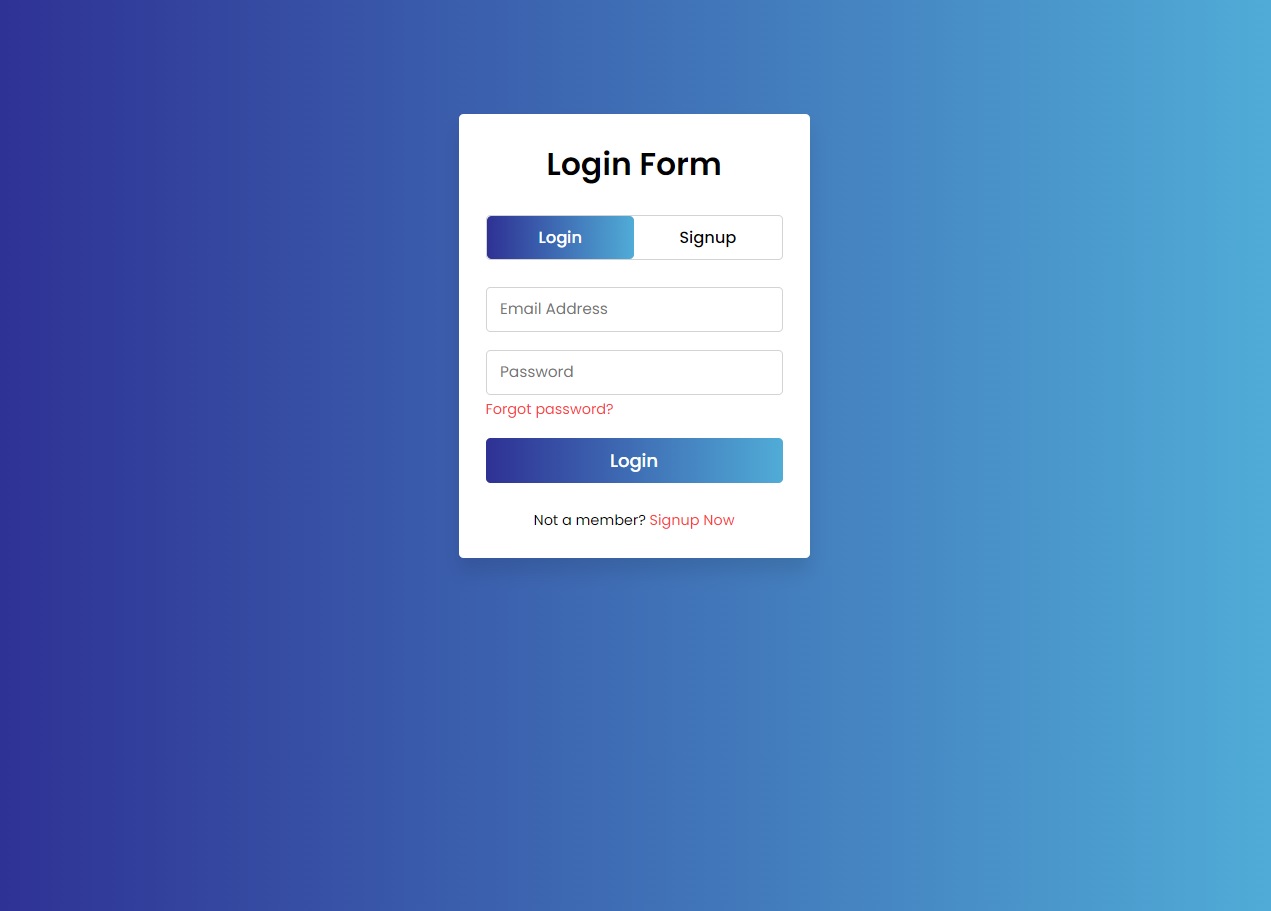 Login Form
Login Signup
Email Address
Password
Forgot password?
Login
Not a member? Signup Now